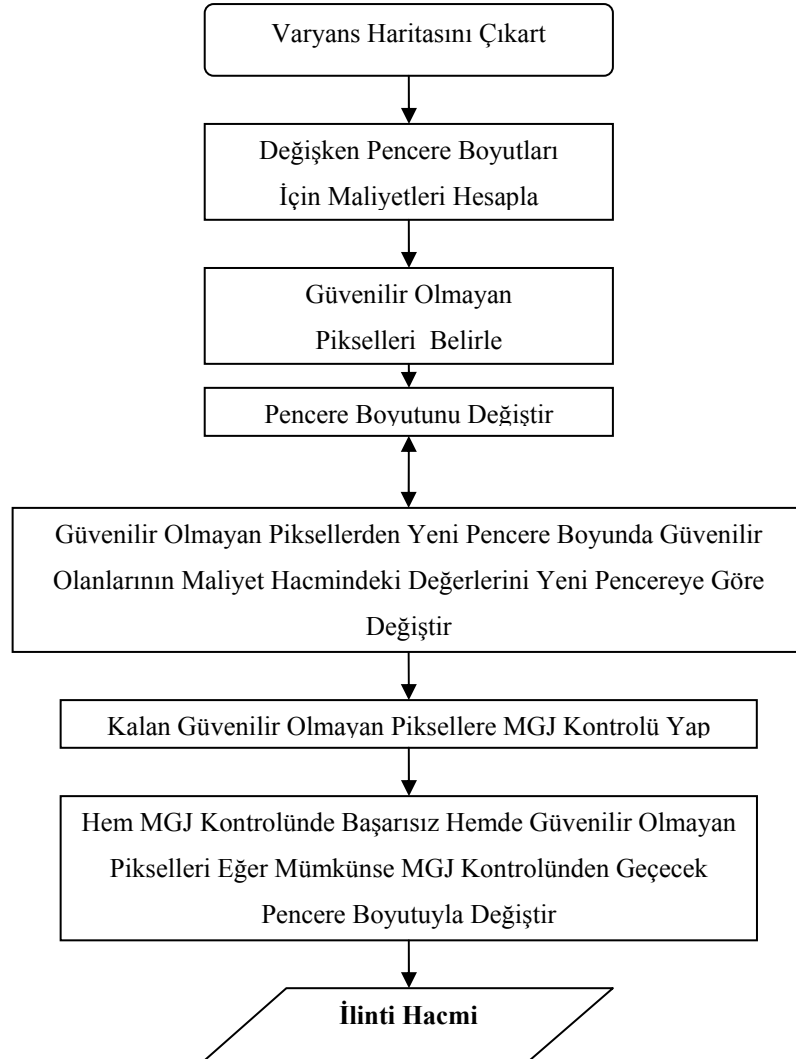 Varyans Haritasını Çıkart
Değişken Pencere Boyutları
İçin Maliyetleri Hesapla
Güvenilir Olmayan
Pikselleri Belirle
Pencere Boyutunu Değiştir
Güvenilir Olmayan Piksellerden Yeni Pencere Boyunda Güvenilir
Olanlarının Maliyet Hacmindeki Değerlerini Yeni Pencereye Göre
Değiştir
Kalan Güvenilir Olmayan Piksellere MGJ Kontrolü Yap
Hem MGJ Kontrolünde Başarısız Hemde Güvenilir Olmayan
Pikselleri Eğer Mümkünse MGJ Kontrolünden Geçecek
Pencere Boyutuyla Değiştir
İlinti Hacmi